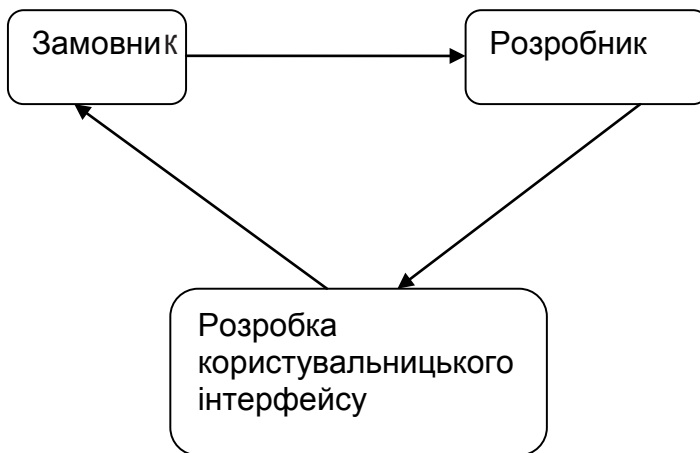 Замовник
Розробник
Розробка
користувальницького
інтерфейсу